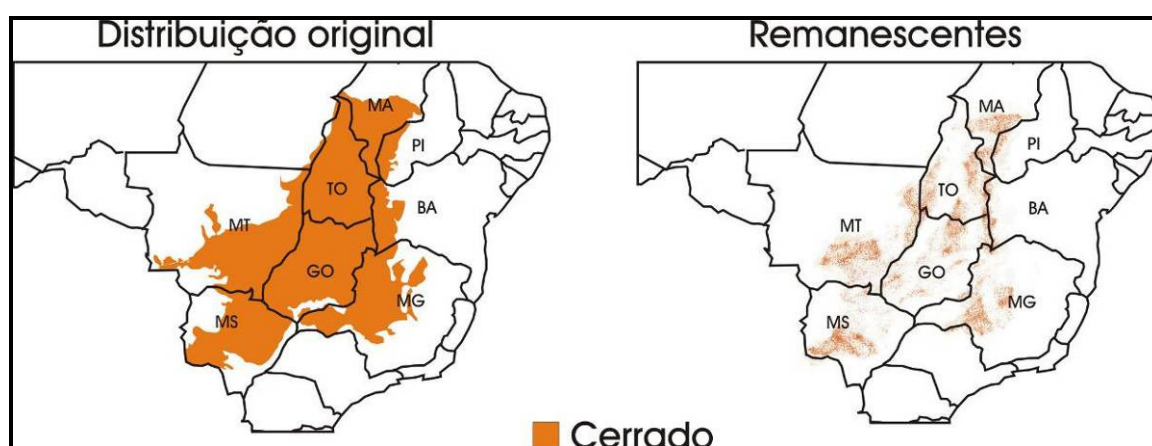 Distribuição original
Remanescentes
MA
PI
TO
BA
MT
GO
MG
MS
MA
PI
TO
BA
MT
GO
MG
MS
Cerrado